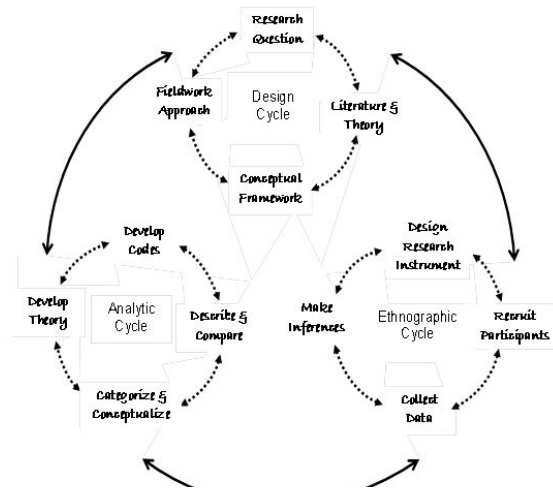 Research
Question
Fieldwork
Approach
Design
Cycle
Literature &
Theory
Conceptual
Framework
Develop
Codes
Develop
Theory
Analytic
Cycle
Describe &
Compare
Categorize &
Conceptualize
Design
Research
Instrument
Make
Inferences
Ethnographic
Cycle
Recruit
Participants
Collect
Data